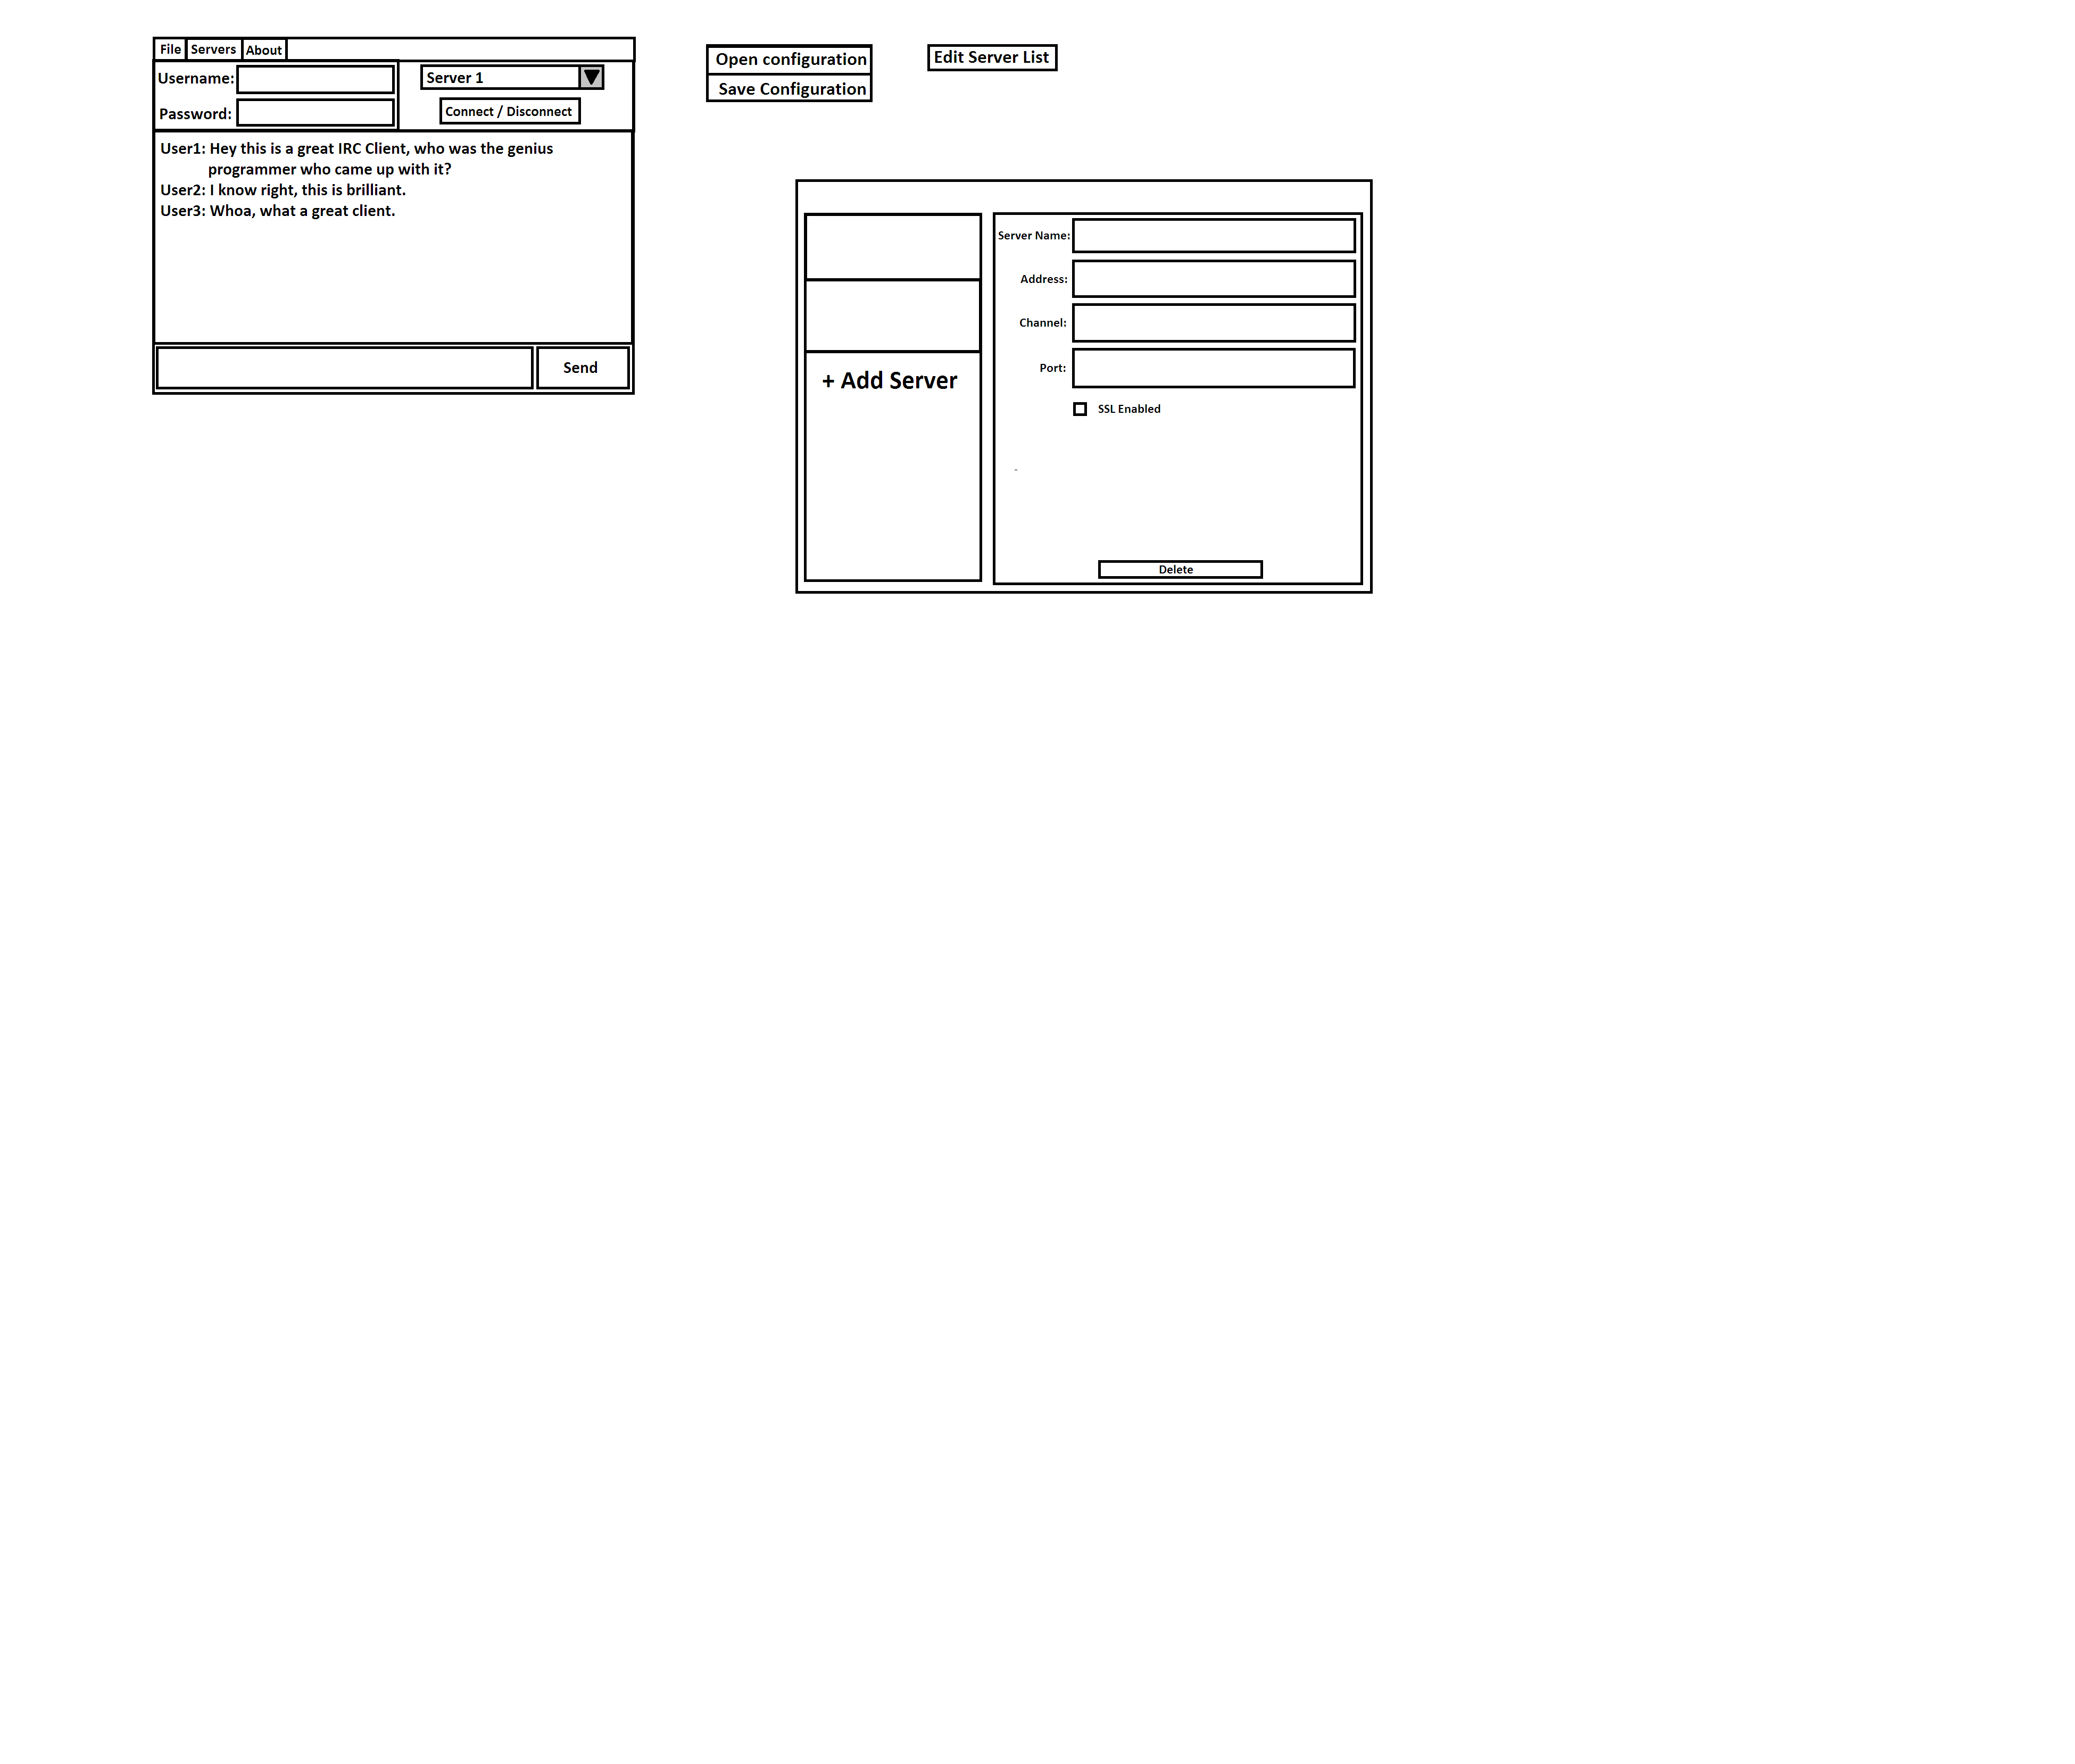 File Servers About
Username:
Server 1
Password:
Connect / Disconnect
User1: Hey this is a great IRC Client, who was the genius
programmer who came up with it?
User2: I know right, this is brilliant.
User3: Whoa, what a great client.
Send
Open configuration
Save Configuration
Edit Server List
+ Add Server
Server Name:
Address:
Channel:
Port:
SSL Enabled
Delete